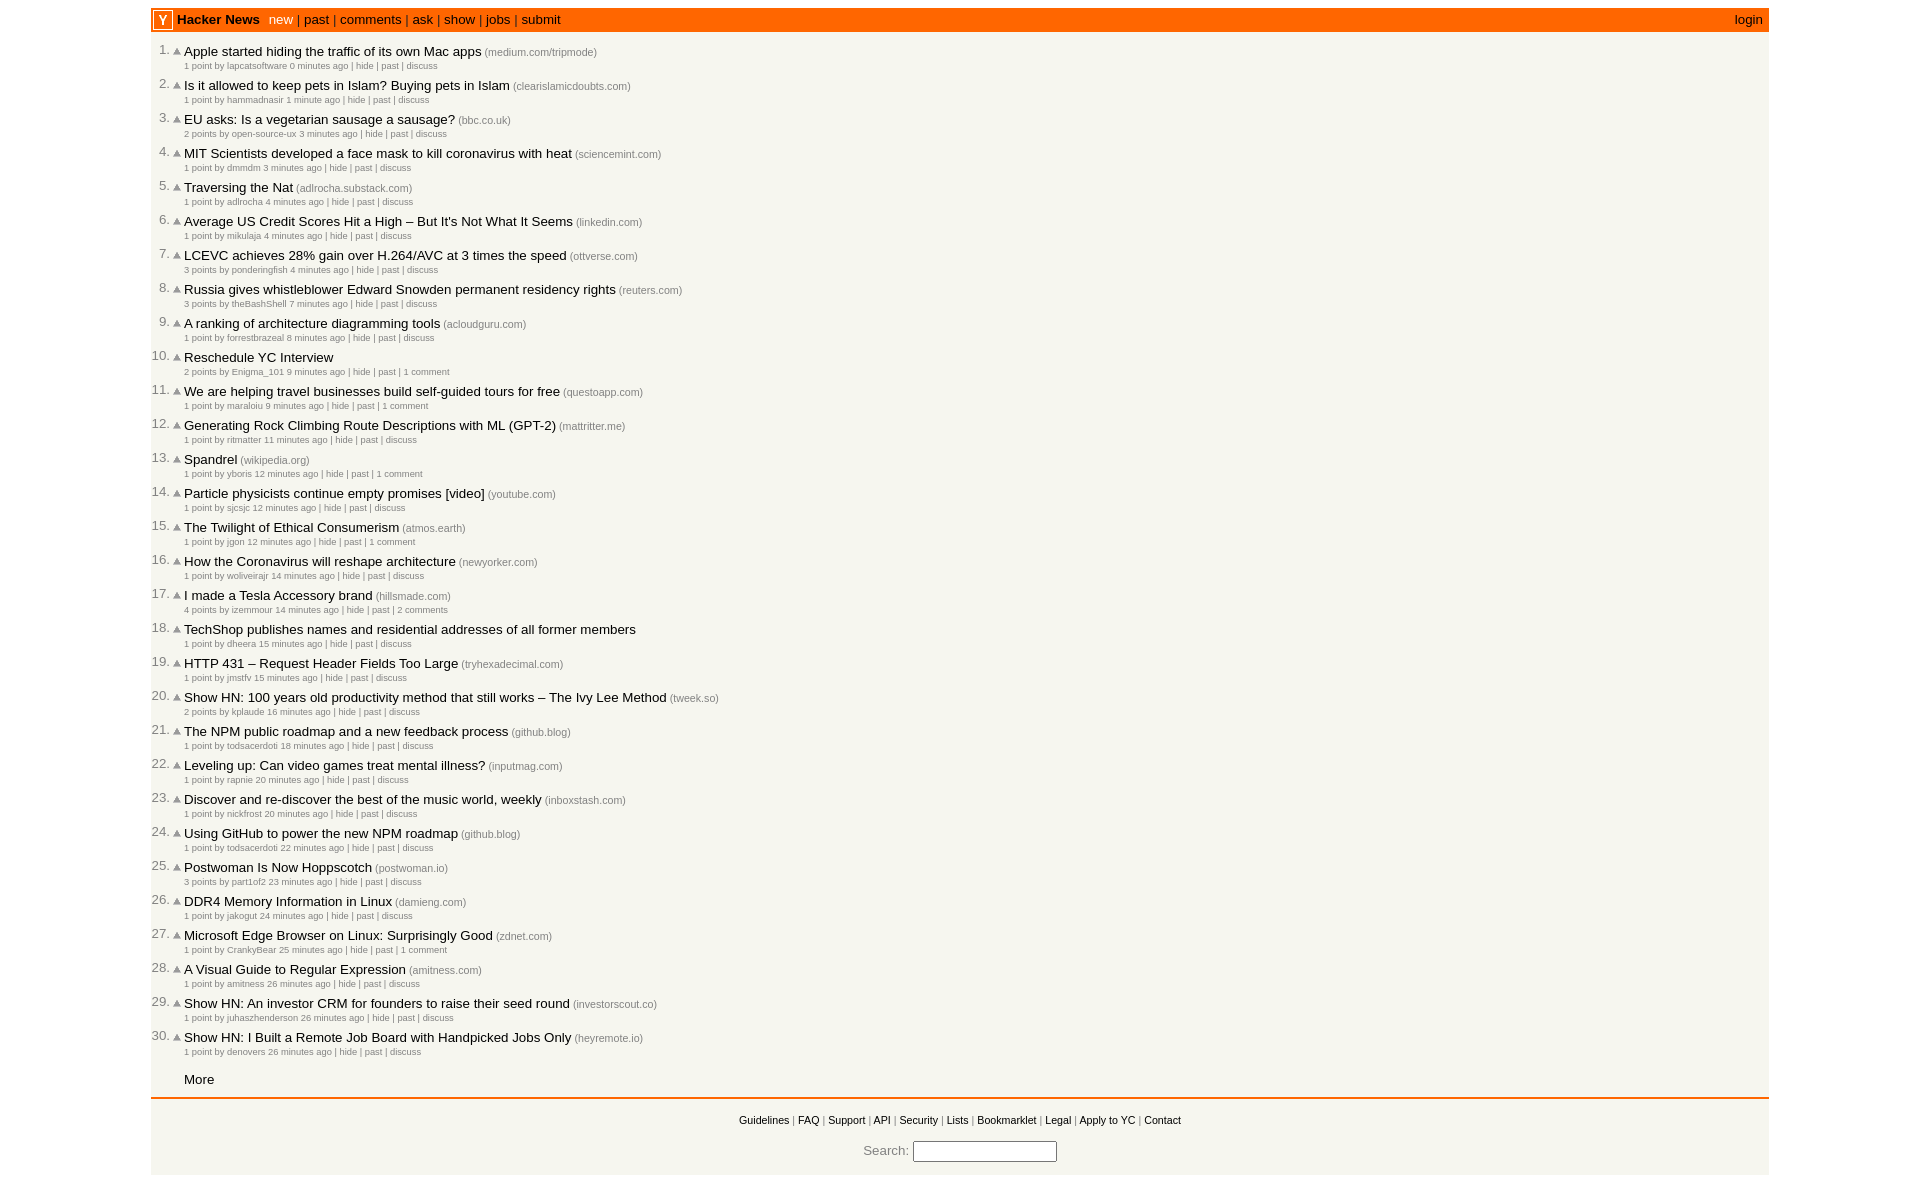 Y Hacker News new | past | comments | ask | show | jobs | submit login
1. Apple started hiding the traffic of its own Mac apps (medium.com/tripmode)
1 point by lapcatsoftware 0 minutes ago | hide | past | discuss
2. Is it allowed to keep pets in Islam? Buying pets in Islam (clearislamicdoubts.com)
1 point by hammadnasir 1 minute ago | hide | past | discuss
3. EU asks: Is a vegetarian sausage a sausage? (bbc.co.uk)
2 points by open-source-ux 3 minutes ago | hide | past | discuss
4. MIT Scientists developed a face mask to kill coronavirus with heat (sciencemint.com)
1 point by dmmdm 3 minutes ago | hide | past | discuss
5. Traversing the Nat (adlrocha.substack.com)
1 point by adlrocha 4 minutes ago | hide | past | discuss
6. Average US Credit Scores Hit a High – But It's Not What It Seems (linkedin.com)
1 point by mikulaja 4 minutes ago | hide | past | discuss
7. LCEVC achieves 28% gain over H.264/AVC at 3 times the speed (ottverse.com)
3 points by ponderingfish 4 minutes ago | hide | past | discuss
8. Russia gives whistleblower Edward Snowden permanent residency rights (reuters.com)
3 points by theBashShell 7 minutes ago | hide | past | discuss
9. A ranking of architecture diagramming tools (acloudguru.com)
1 point by forrestbrazeal 8 minutes ago | hide | past | discuss
10. Reschedule YC Interview
2 points by Enigma_101 9 minutes ago | hide | past | 1 comment
11. We are helping travel businesses build self-guided tours for free (questoapp.com)
1 point by maraloiu 9 minutes ago | hide | past | 1 comment
12. Generating Rock Climbing Route Descriptions with ML (GPT-2) (mattritter.me)
1 point by ritmatter 11 minutes ago | hide | past | discuss
13. Spandrel (wikipedia.org)
1 point by yboris 12 minutes ago | hide | past | 1 comment
14. Particle physicists continue empty promises [video] (youtube.com)
1 point by sjcsjc 12 minutes ago | hide | past | discuss
15. The Twilight of Ethical Consumerism (atmos.earth)
1 point by jgon 12 minutes ago | hide | past | 1 comment
16. How the Coronavirus will reshape architecture (newyorker.com)
1 point by woliveirajr 14 minutes ago | hide | past | discuss
17. I made a Tesla Accessory brand (hillsmade.com)
4 points by izemmour 14 minutes ago | hide | past | 2 comments
18. TechShop publishes names and residential addresses of all former members
1 point by dheera 15 minutes ago | hide | past | discuss
19. HTTP 431 – Request Header Fields Too Large (tryhexadecimal.com)
1 point by jmstfv 15 minutes ago | hide | past | discuss
20. Show HN: 100 years old productivity method that still works – The Ivy Lee Method (tweek.so)
2 points by kplaude 16 minutes ago | hide | past | discuss
21. The NPM public roadmap and a new feedback process (github.blog)
1 point by todsacerdoti 18 minutes ago | hide | past | discuss
22. Leveling up: Can video games treat mental illness? (inputmag.com)
1 point by rapnie 20 minutes ago | hide | past | discuss
23. Discover and re-discover the best of the music world, weekly (inboxstash.com)
1 point by nickfrost 20 minutes ago | hide | past | discuss
24. Using GitHub to power the new NPM roadmap (github.blog)
1 point by todsacerdoti 22 minutes ago | hide | past | discuss
25. Postwoman Is Now Hoppscotch (postwoman.io)
3 points by part1of2 23 minutes ago | hide | past | discuss
26. DDR4 Memory Information in Linux (damieng.com)
1 point by jakogut 24 minutes ago | hide | past | discuss
27. Microsoft Edge Browser on Linux: Surprisingly Good (zdnet.com)
1 point by CrankyBear 25 minutes ago | hide | past | 1 comment
28. A Visual Guide to Regular Expression (amitness.com)
1 point by amitness 26 minutes ago | hide | past | discuss
29. Show HN: An investor CRM for founders to raise their seed round (investorscout.co)
1 point by juhaszhenderson 26 minutes ago | hide | past | discuss
30. Show HN: I Built a Remote Job Board with Handpicked Jobs Only (heyremote.io)
1 point by denovers 26 minutes ago | hide | past | discuss
More
Guidelines | FAQ | Support | API | Security | Lists | Bookmarklet | Legal | Apply to YC | Contact
Search: